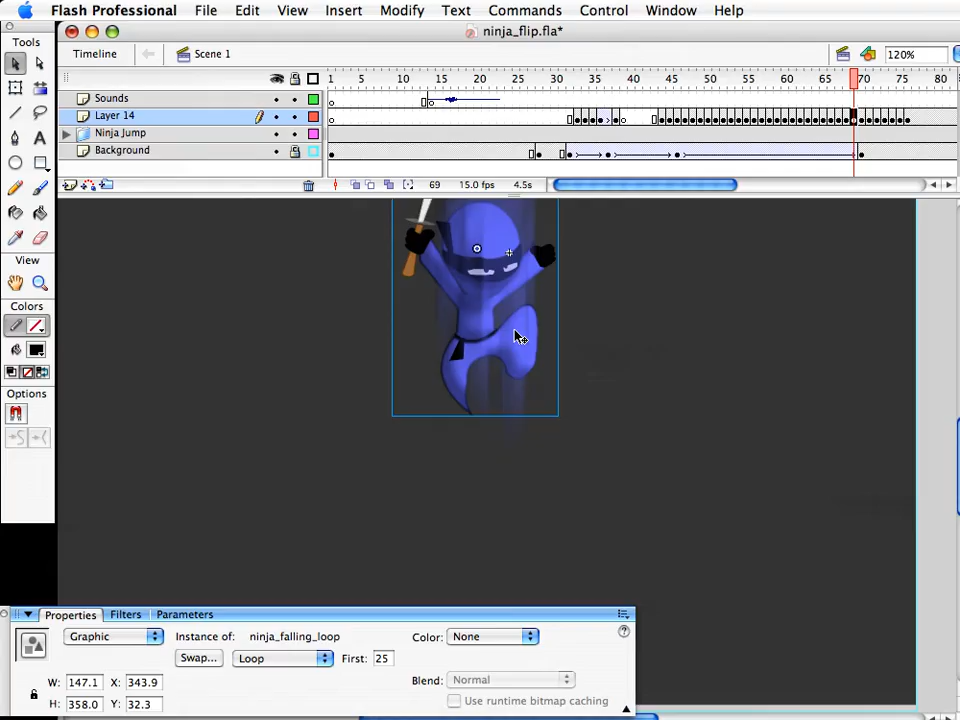 Flash Professional File Edit View Insert Modify Text Commands Control Window Help
Tools
ninja_flip.fla*
Timeline Scene 1 120%
1 5 10 15 20 25 30 35 40 45 50 55 60 65 70 75 80
Sounds
Layer 14
Ninja Jump
Background
69 15.0 fps 4.5s
A
View
Colors
Options
Properties Filters Parameters
Graphic Instance of: ninja_falling_loop Color: None
Swap... Loop First: 25
W: 147.1 X: 343.9 Blend: Normal
H: 358.0 Y: 32.3 Use runtime bitmap caching
?